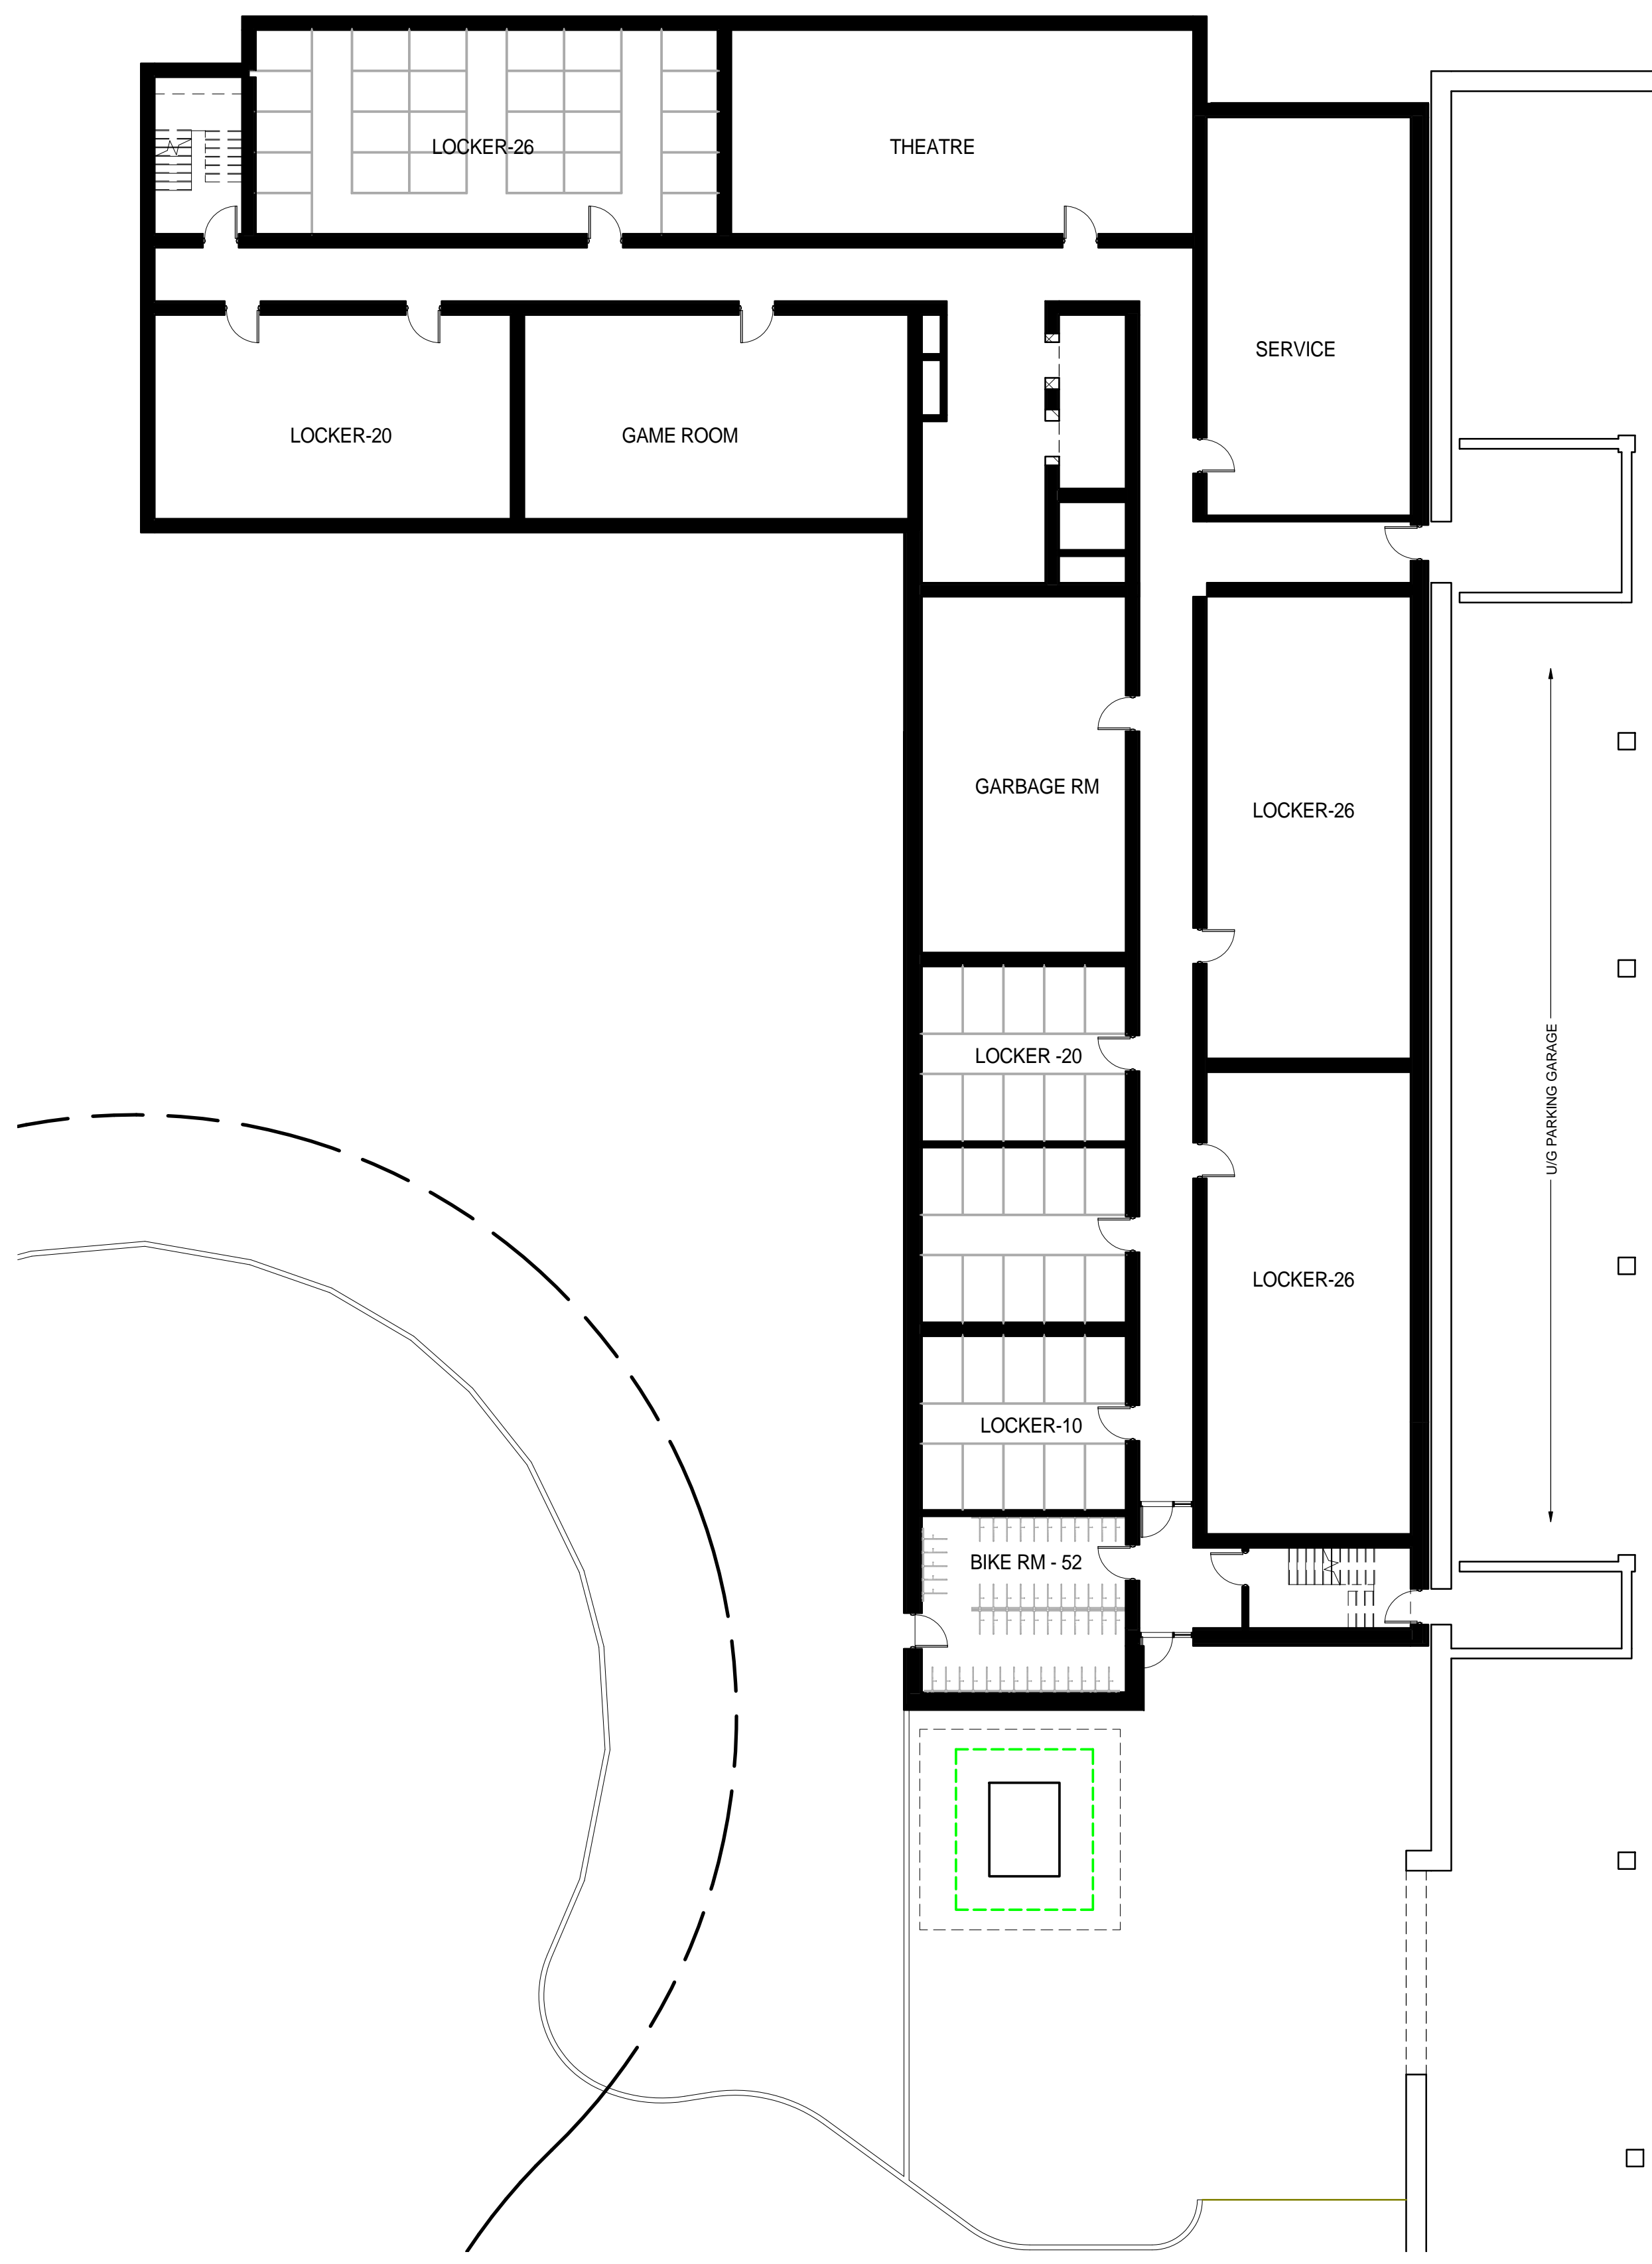 LOCKER-26
THEATRE
SERVICE
LOCKER-20
GAME ROOM
GARBAGE RM
LOCKER-26
LOCKER -20
U/G PARKING GARAGE
LOCKER-26
LOCKER-10
BIKE RM - 52